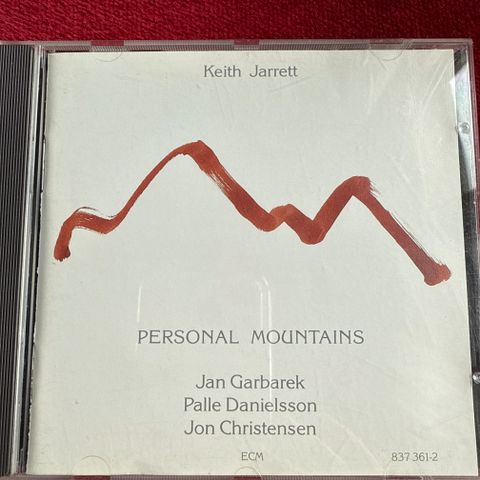 Keith Jarrett
PERSONAL MOUNTAINS
Jan Garbarek
Palle Danielsson
Jon Christensen
ECM 837 361-2